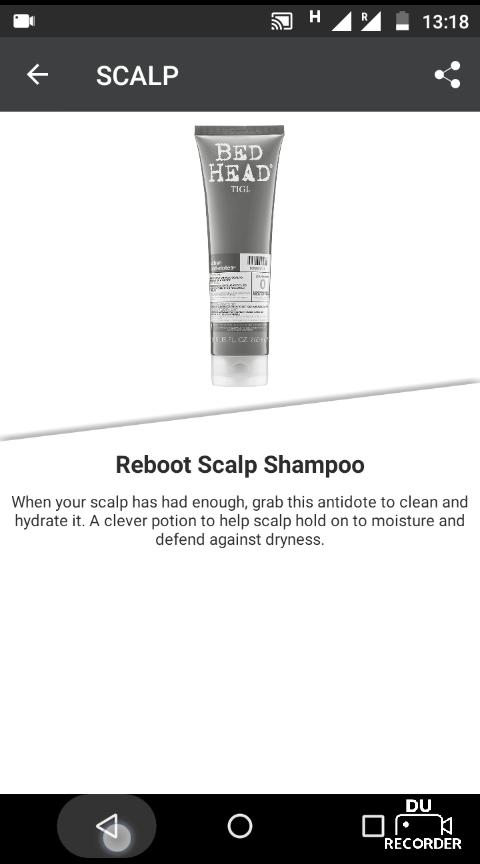 H R 13:18
SCALP
BED
HEAD
TIGI
Reboot Scalp Shampoo
When your scalp has had enough, grab this antidote to clean and
hydrate it. A clever potion to help scalp hold on to moisture and
defend against dryness.
DU
RECORDER